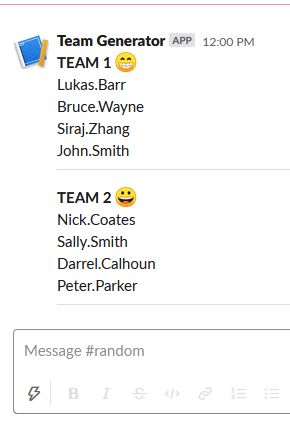 Team Generator APP 12:00 PM
TEAM 1 😁
Lukas.Barr
Bruce.Wayne
Siraj.Zhang
John.Smith
TEAM 2 😀
Nick.Coates
Sally.Smith
Darrel.Calhoun
Peter.Parker
Message #random
B I S </>